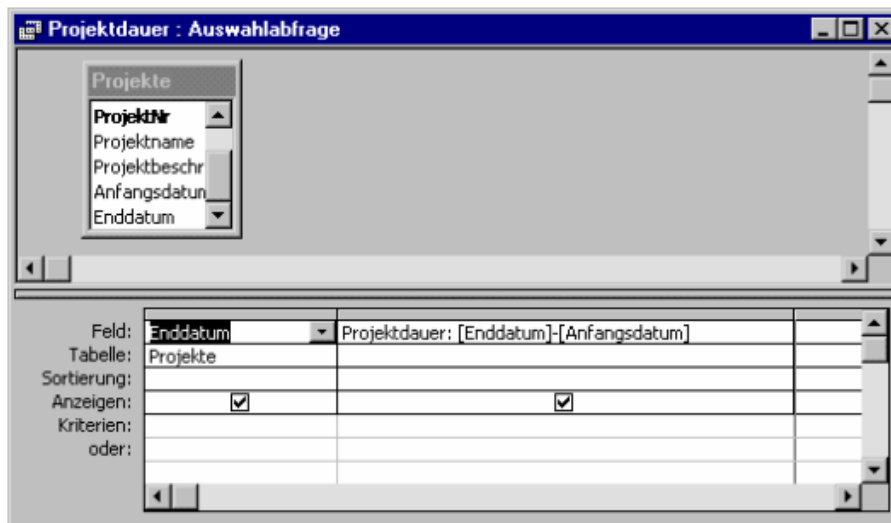 Projektdauer : Auswahlabfrage
Projekte
ProjektNr
Projektname
Projektbeschr
Anfangsdatun
Enddatum
Feld: Enddatum Projektdauer: [Enddatum]-[Anfangsdatum]
Tabelle: Projekte
Sortierung:
Anzeigen:
Kriterien:
oder: